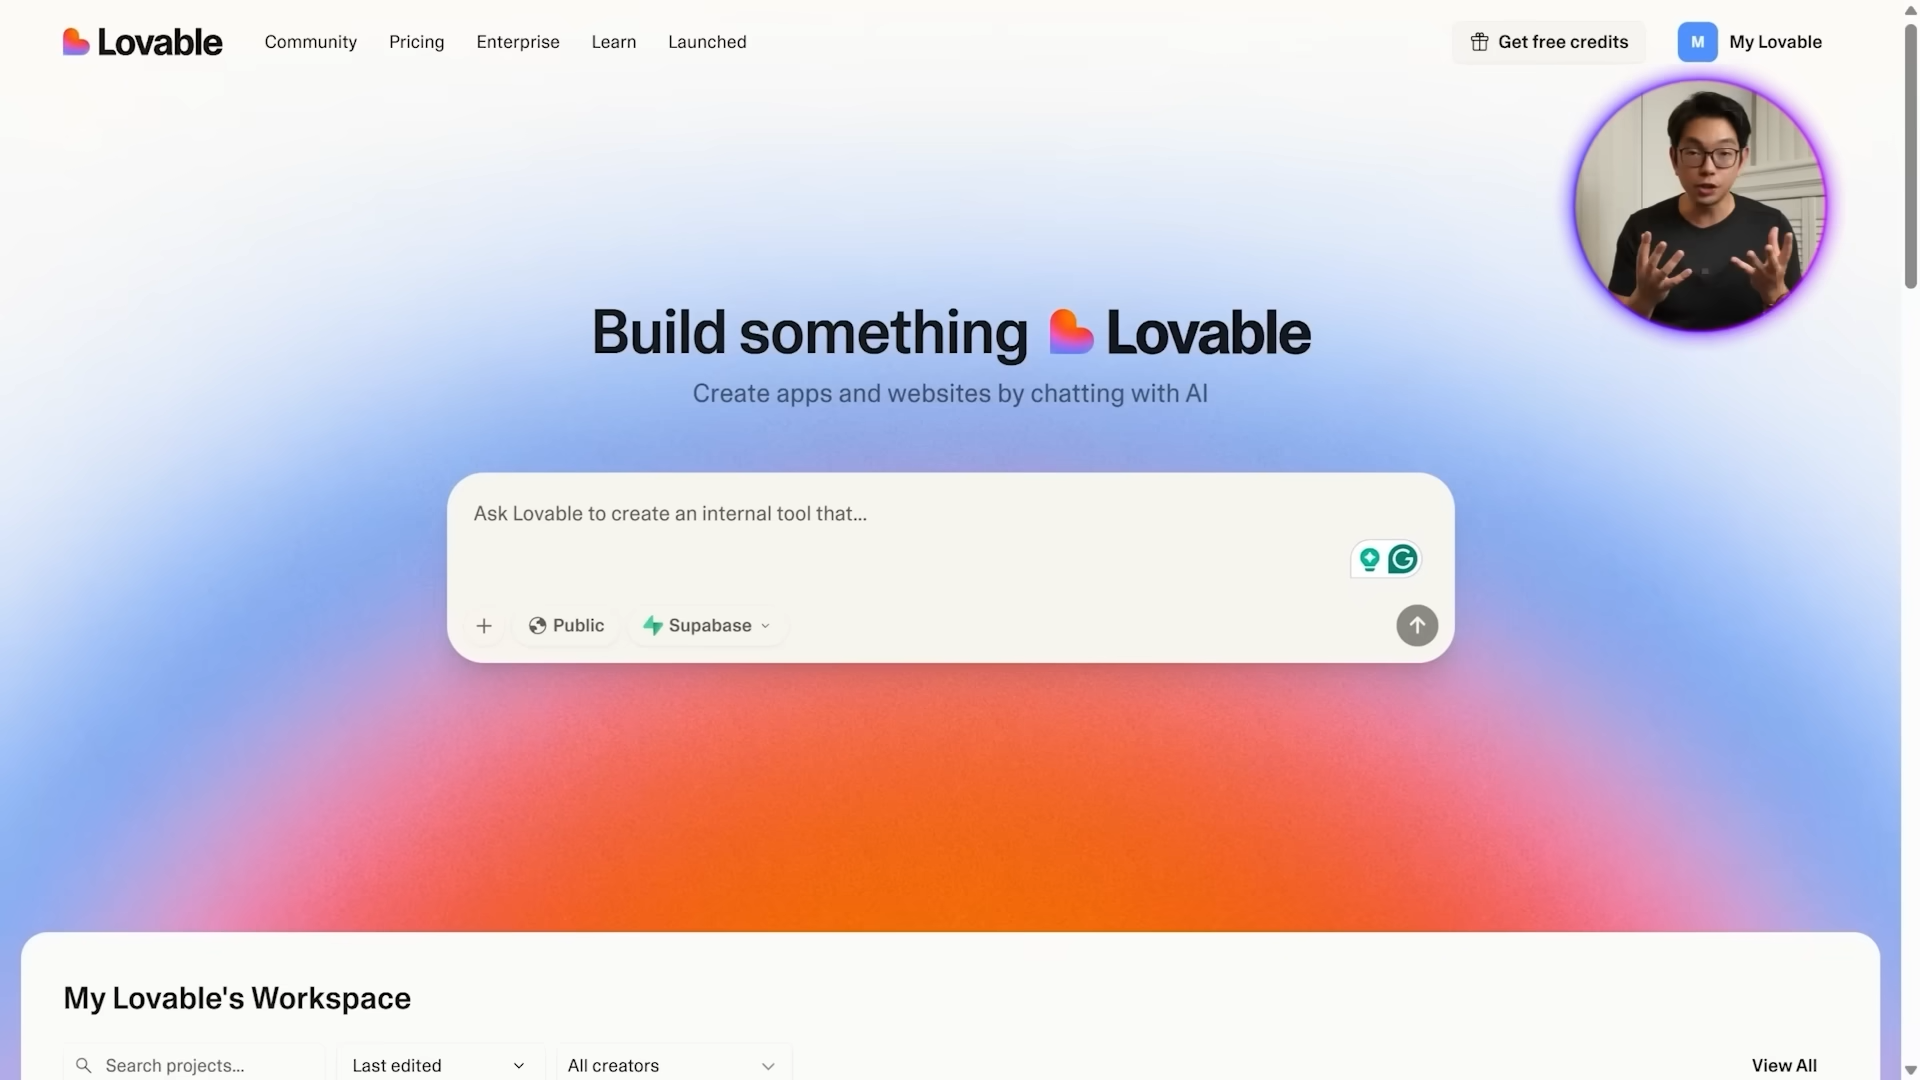 Lovable Community Pricing Enterprise Learn Launched Get free credits M My Lovable
Build something Lovable
Create apps and websites by chatting with AI
Ask Lovable to create an internal tool that...
Public Supabase
My Lovable's Workspace
Search projects... Last edited All creators View All